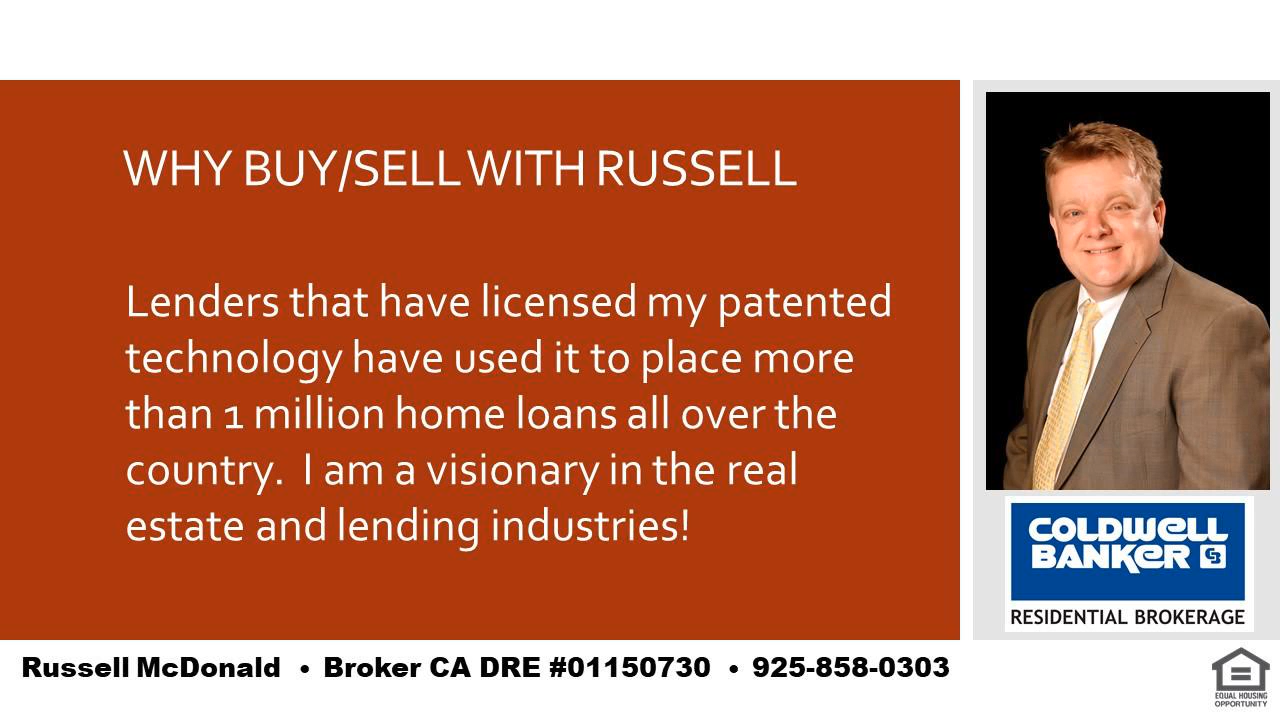 WHY BUY/SELL WITH RUSSELL
Lenders that have licensed my patented
technology have used it to place more
than 1 million home loans all over the
country.  I am a visionary in the real
estate and lending industries!
COLDWELL
BANKER CB
RESIDENTIAL BROKERAGE
Russell McDonald • Broker CA DRE #01150730 • 925-858-0303
EQUAL HOUSING
OPPORTUNITY